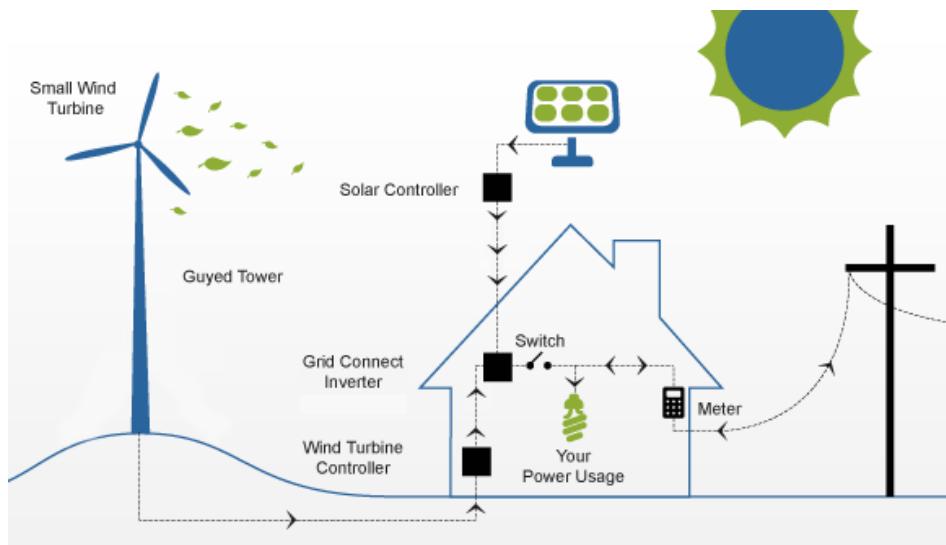 Small Wind
Turbine
Solar Controller
Guyed Tower
Switch
Grid Connect
Inverter
Meter
Wind Turbine
Controller
Your
Power Usage